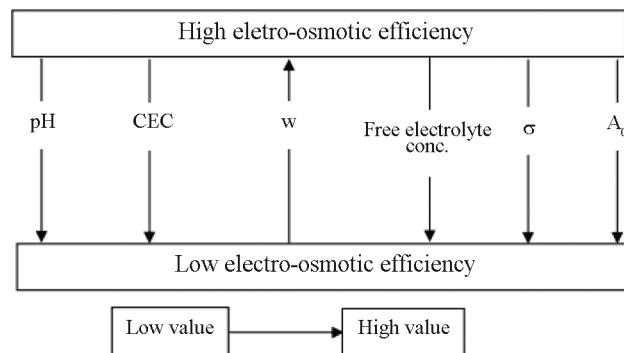 High eletro-osmotic efficiency
pH
CEC
w
Free electrolyte
conc.
σ
A
Low electro-osmotic efficiency
Low value
High value